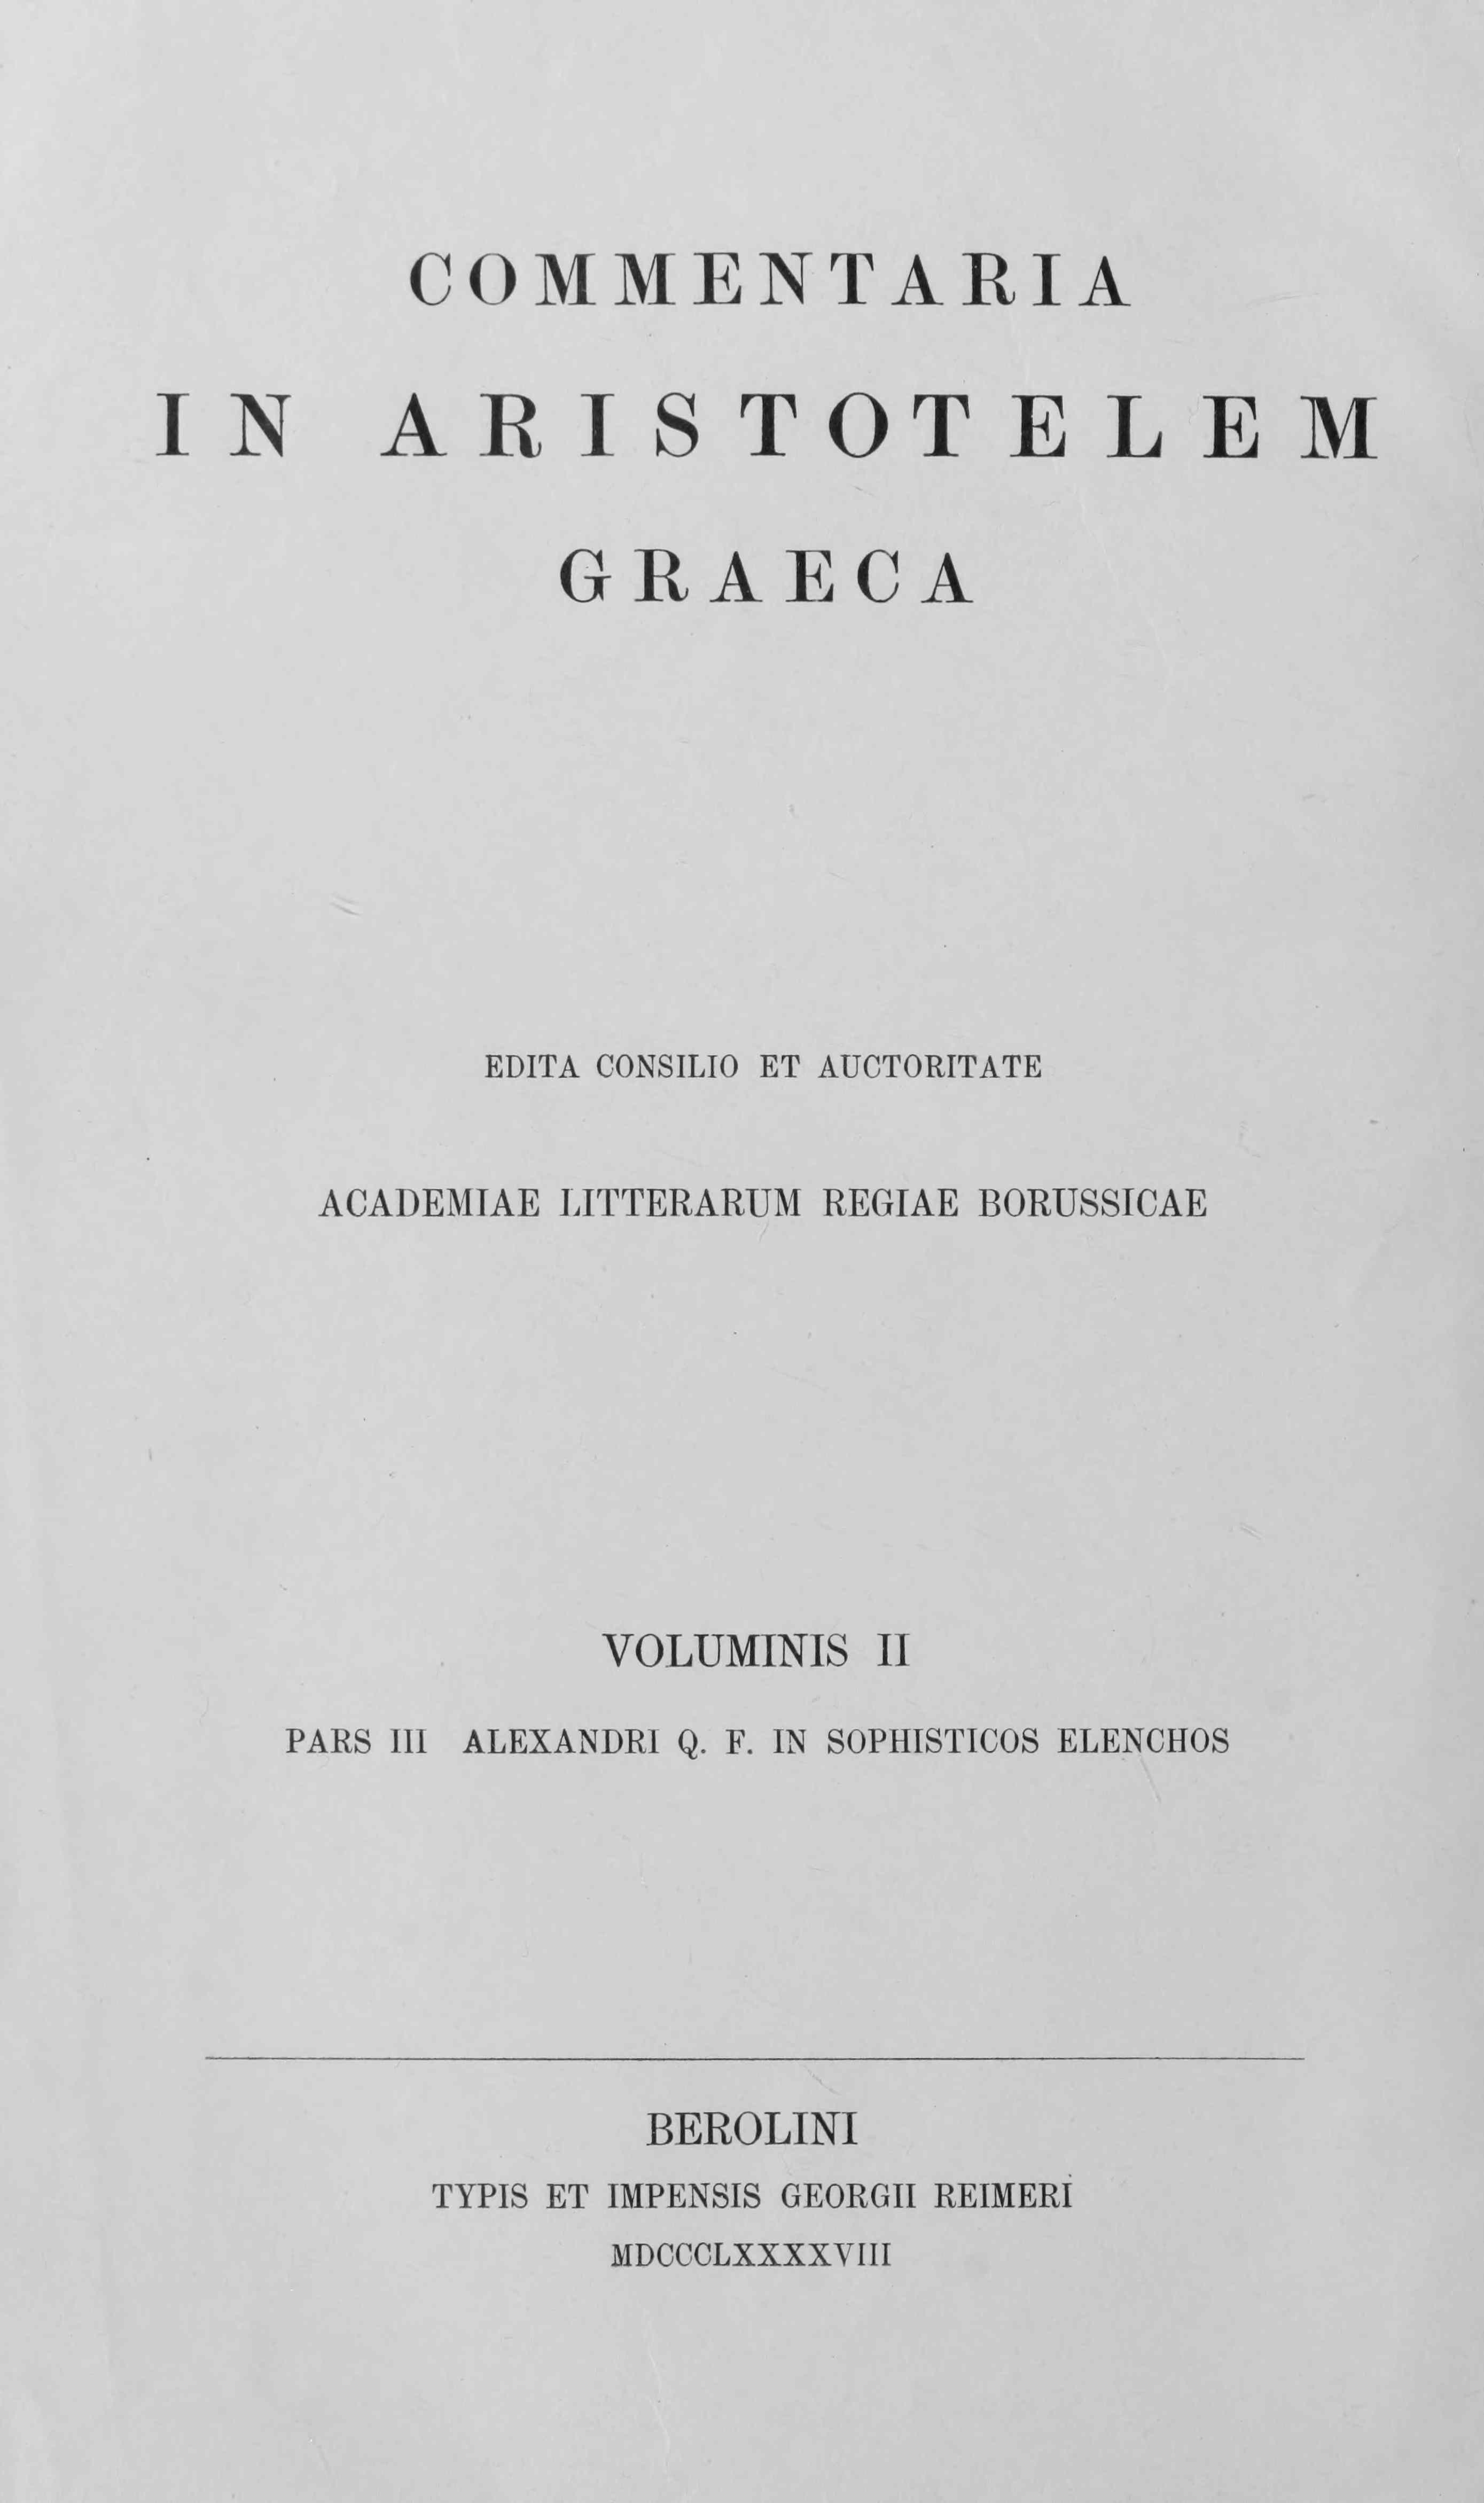 COMMENTARIA
IN ARISTOTELEM
GRAECA
EDITA CONSILIO ET AUCTORITATE
ACADEMIAE LITTERARUM REGIAE BORUSSICAE
VOLUMINIS II
PARS III ALEXANDRI Q. F. IN SOPHISTICOS ELENCHOS
BEROLINI
TYPIS ET IMPENSIS GEORGII REIMERI
MDCCCLXXXXVIII